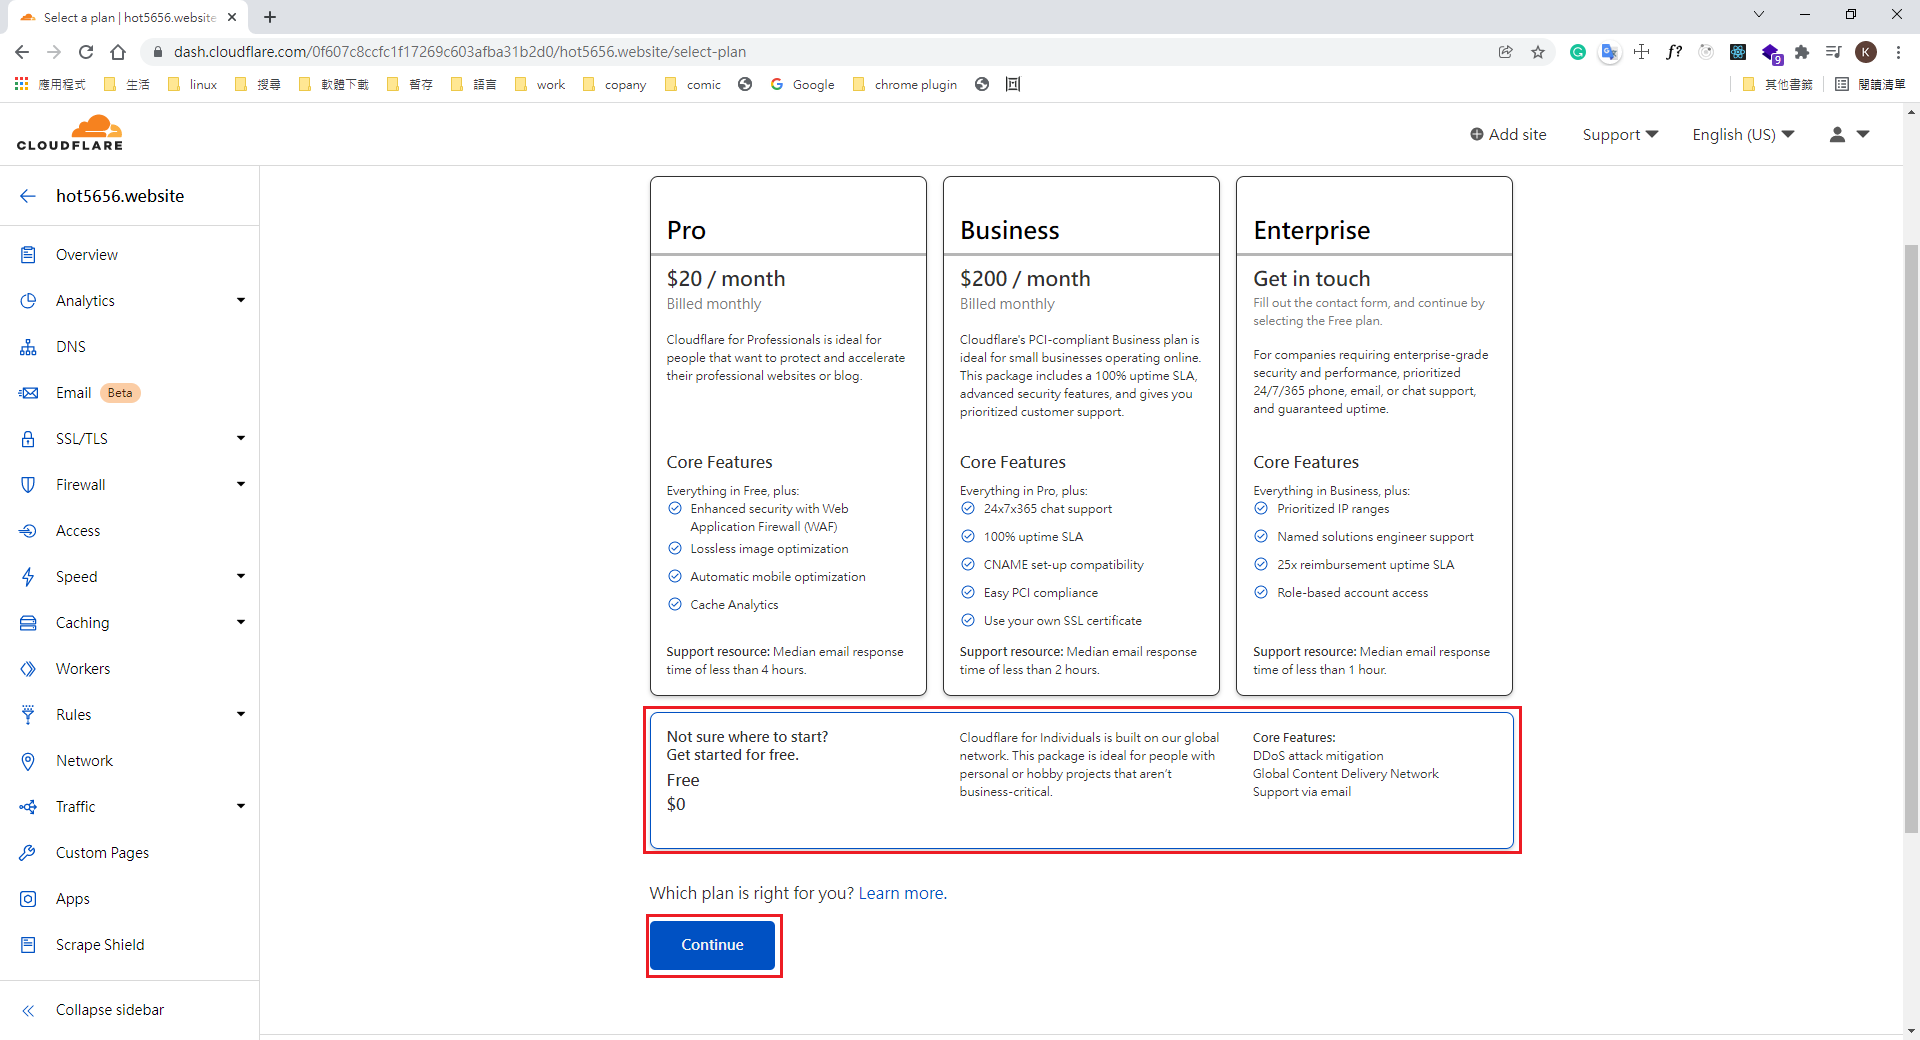 Select a plan | hot5656.website
dash.cloudflare.com/0f607c8ccfc1f17269c603afba31b2d0/hot5656.website/select-plan
f?
9
K
應用程式
生活
linux
搜尋
軟體下載
暫存
語言
work
copany
comic
Google
chrome plugin
其他書籤
閱讀清單
CLOUDFLARE
Add site
Support
English (US)
hot5656.website
Overview
Analytics
DNS
Email Beta
SSL/TLS
Firewall
Access
Speed
Caching
Workers
Rules
Network
Traffic
Custom Pages
Apps
Scrape Shield
Collapse sidebar
Pro
$20 / month
Billed monthly
Cloudflare for Professionals is ideal for
people that want to protect and accelerate
their professional websites or blog.
Core Features
Everything in Free, plus:
Enhanced security with Web
Application Firewall (WAF)
Lossless image optimization
Automatic mobile optimization
Cache Analytics
Support resource: Median email response
time of less than 4 hours.
Business
$200 / month
Billed monthly
Cloudflare's PCI-compliant Business plan is
ideal for small businesses operating online.
This package includes a 100% uptime SLA,
advanced security features, and gives you
prioritized customer support.
Core Features
Everything in Pro, plus:
24x7x365 chat support
100% uptime SLA
CNAME set-up compatibility
Easy PCI compliance
Use your own SSL certificate
Support resource: Median email response
time of less than 2 hours.
Enterprise
Get in touch
Fill out the contact form, and continue by
selecting the Free plan.
For companies requiring enterprise-grade
security and performance, prioritized
24/7/365 phone, email, or chat support,
and guaranteed uptime.
Core Features
Everything in Business, plus:
Prioritized IP ranges
Named solutions engineer support
25x reimbursement uptime SLA
Role-based account access
Support resource: Median email response
time of less than 1 hour.
Not sure where to start?
Get started for free.
Free
$0
Cloudflare for Individuals is built on our global
network. This package is ideal for people with
personal or hobby projects that aren't
business-critical.
Core Features:
DDoS attack mitigation
Global Content Delivery Network
Support via email
Which plan is right for you? Learn more.
Continue